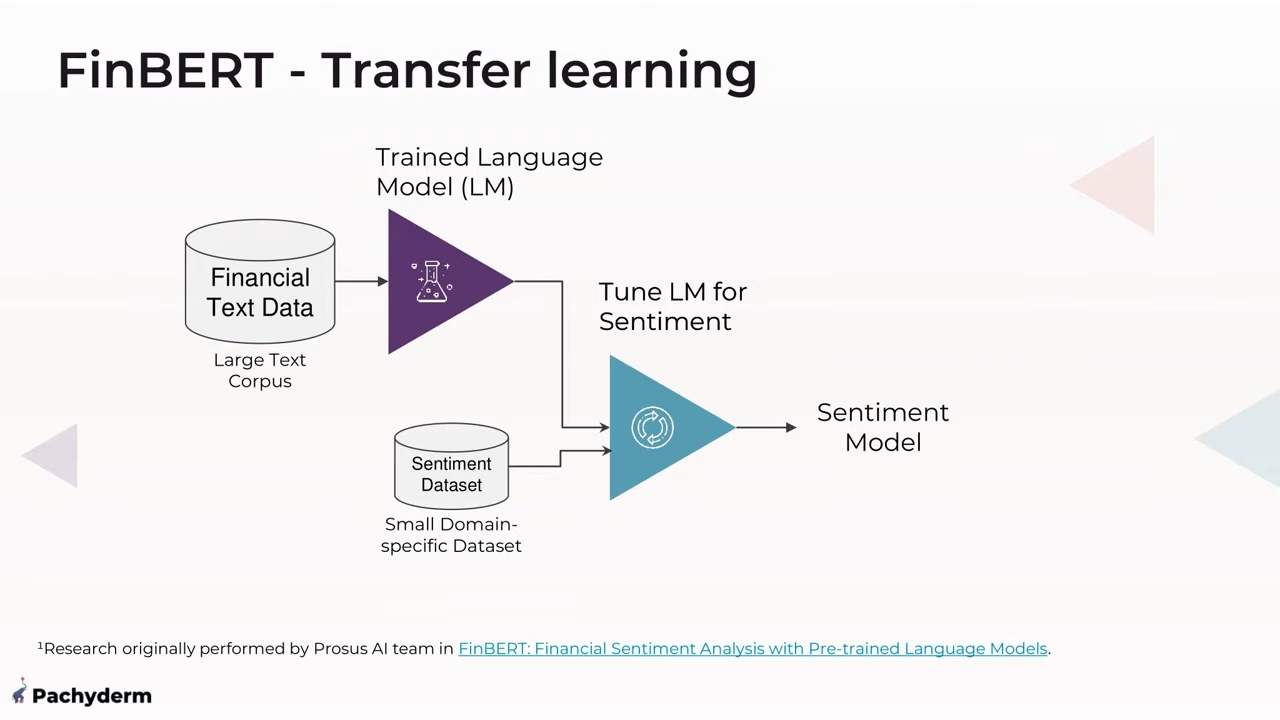 FinBERT - Transfer learning
Trained Language
Model (LM)
Financial
Text Data
Large Text
Corpus
Tune LM for
Sentiment
Sentiment
Model
Sentiment
Dataset
Small Domain-
specific Dataset
¹Research originally performed by Prosus AI team in FinBERT: Financial Sentiment Analysis with Pre-trained Language Models.
Pachyderm